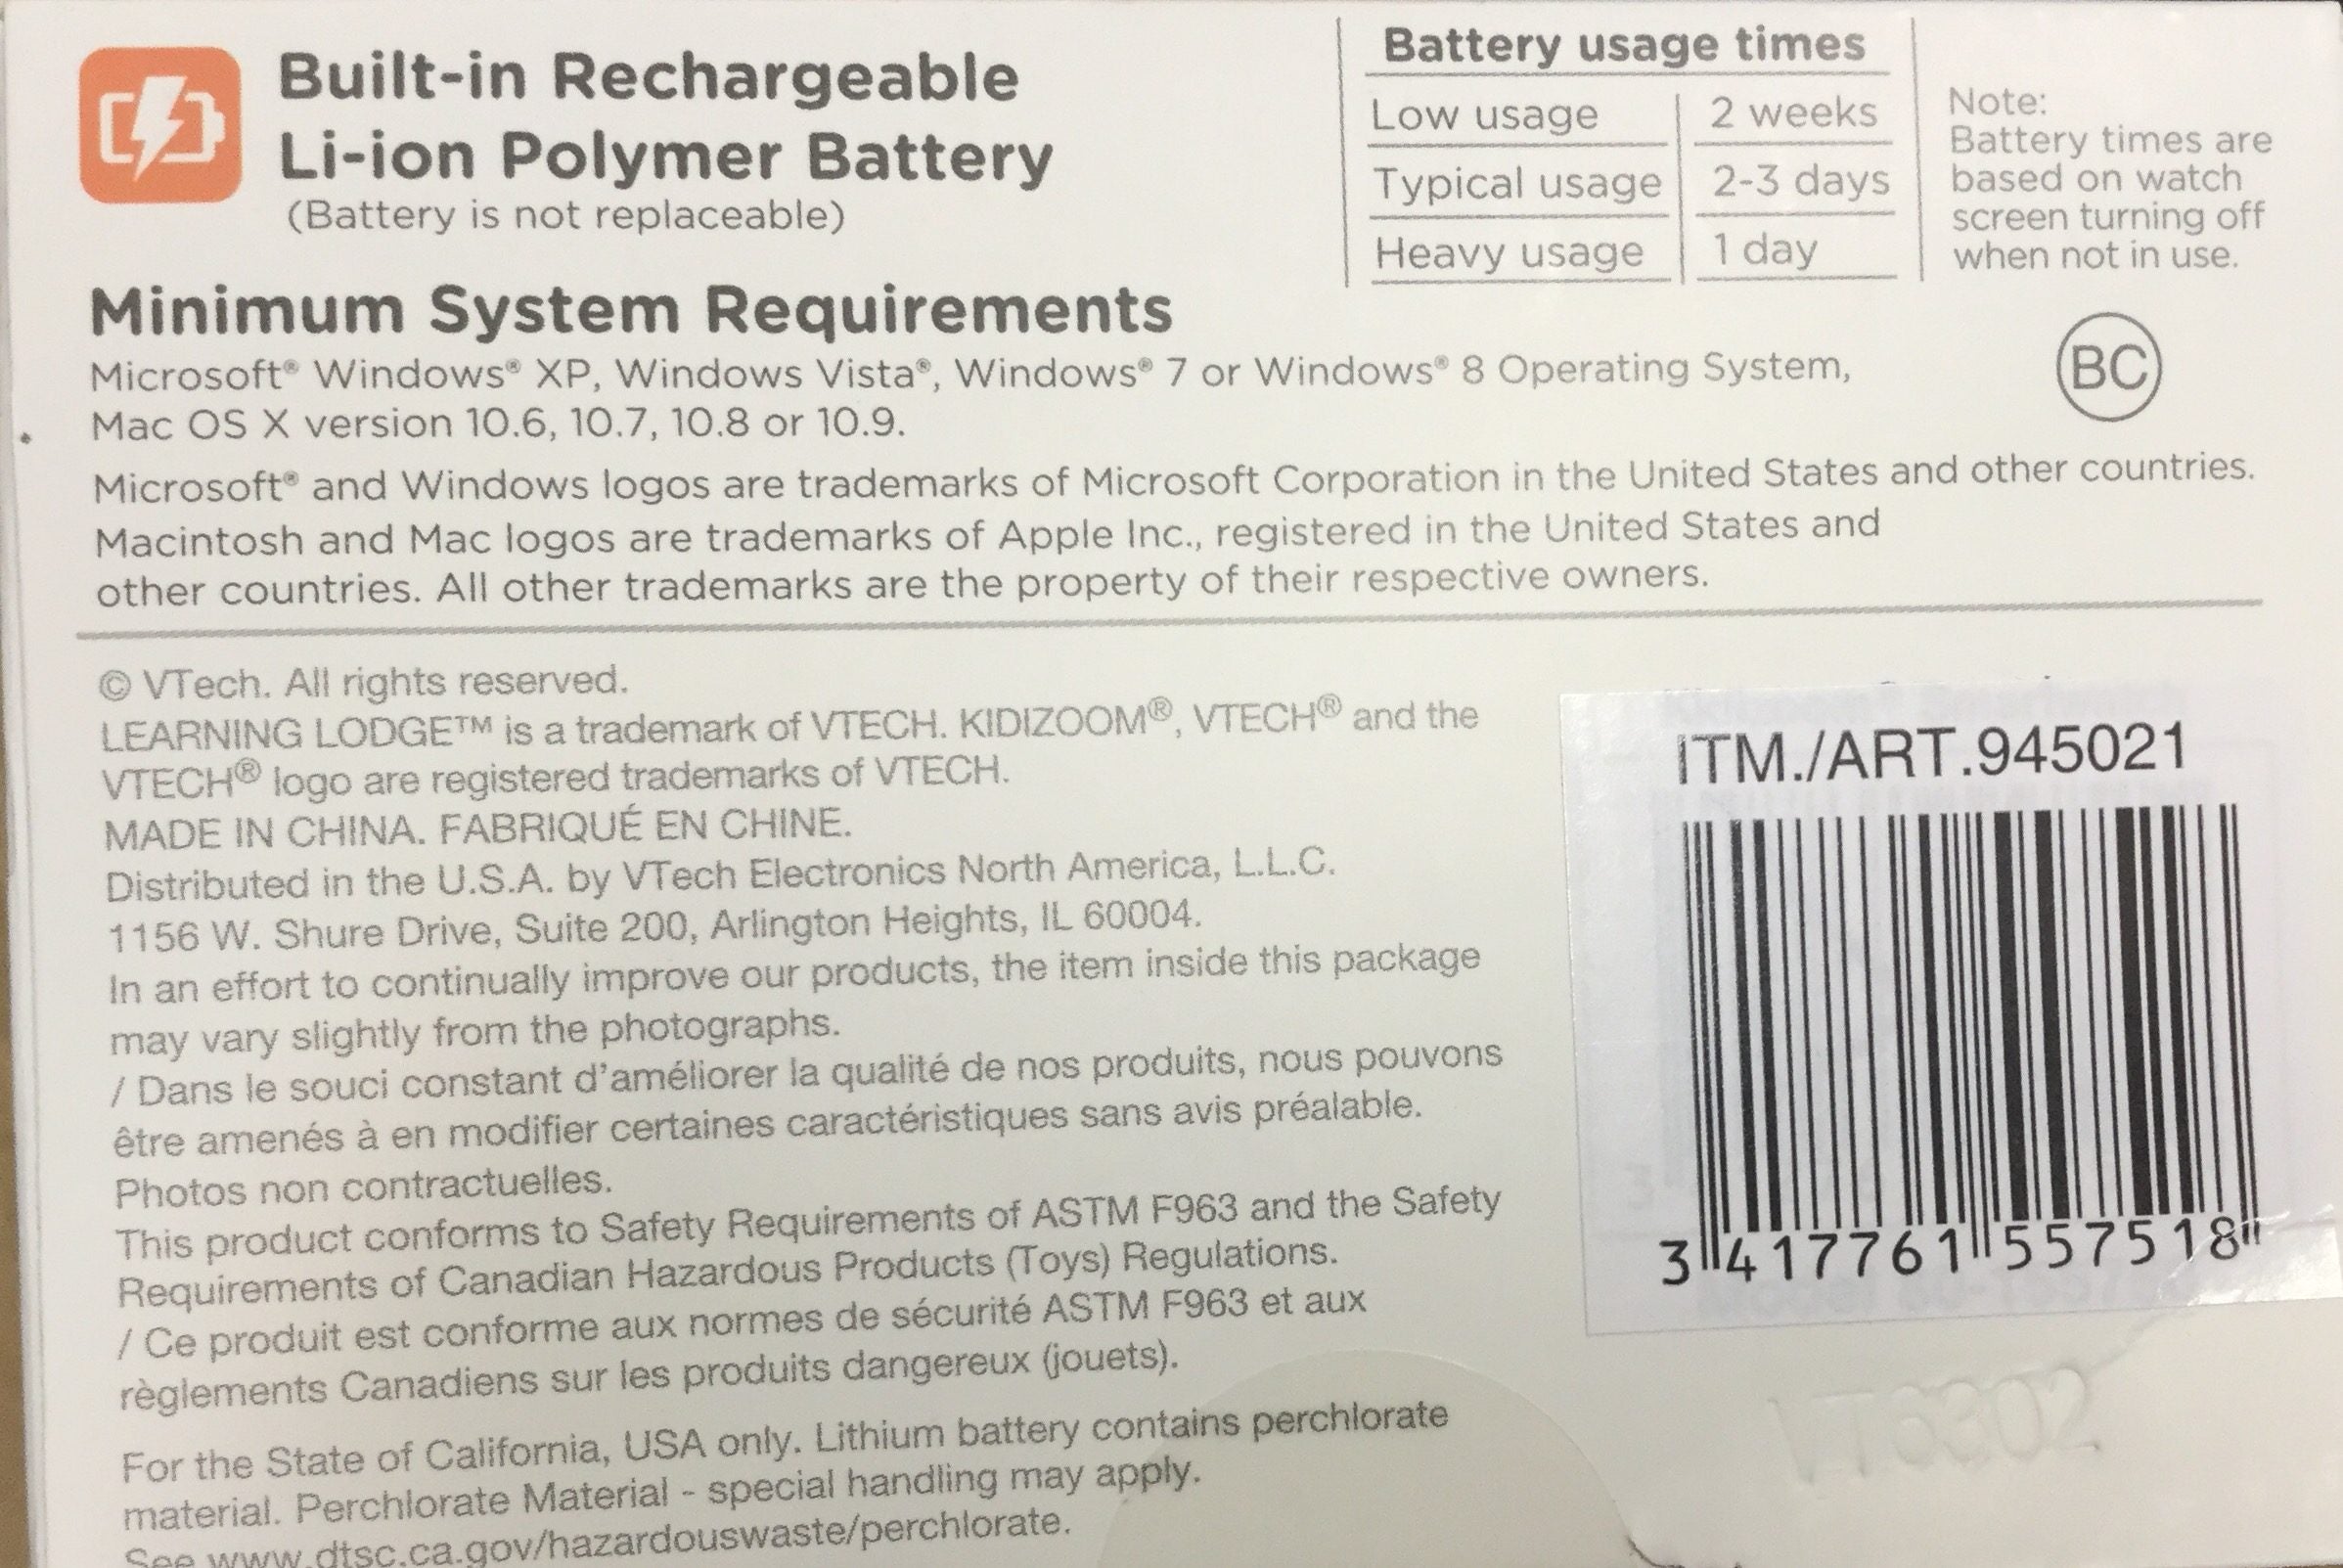 Built-in Rechargeable
Li-ion Polymer Battery
(Battery is not replaceable)
Battery usage times
Low usage 2 weeks
Typical usage 2-3 days
Heavy usage 1 day
Note:
Battery times are
based on watch
screen turning off
when not in use.
Minimum System Requirements
Microsoft® Windows® XP, Windows Vista®, Windows® 7 or Windows® 8 Operating System,
Mac OS X version 10.6, 10.7, 10.8 or 10.9.
BC
Microsoft® and Windows logos are trademarks of Microsoft Corporation in the United States and other countries.
Macintosh and Mac logos are trademarks of Apple Inc., registered in the United States and
other countries. All other trademarks are the property of their respective owners.
© VTech. All rights reserved.
LEARNING LODGE™ is a trademark of VTECH. KIDIZOOM®, VTECH® and the
VTECH® logo are registered trademarks of VTECH.
MADE IN CHINA. FABRIQUÉ EN CHINE.
Distributed in the U.S.A. by VTech Electronics North America, L.L.C.
1156 W. Shure Drive, Suite 200, Arlington Heights, IL 60004.
In an effort to continually improve our products, the item inside this package
may vary slightly from the photographs.
/ Dans le souci constant d'améliorer la qualité de nos produits, nous pouvons
être amenés à en modifier certaines caractéristiques sans avis préalable.
Photos non contractuelles.
This product conforms to Safety Requirements of ASTM F963 and the Safety
Requirements of Canadian Hazardous Products (Toys) Regulations.
/ Ce produit est conforme aux normes de sécurité ASTM F963 et aux
règlements Canadiens sur les produits dangereux (jouets).
For the State of California, USA only. Lithium battery contains perchlorate
material. Perchlorate Material - special handling may apply.
See www.dtsc.ca.gov/hazardouswaste/perchlorate.
ITM./ART.945021
3 417761 557518